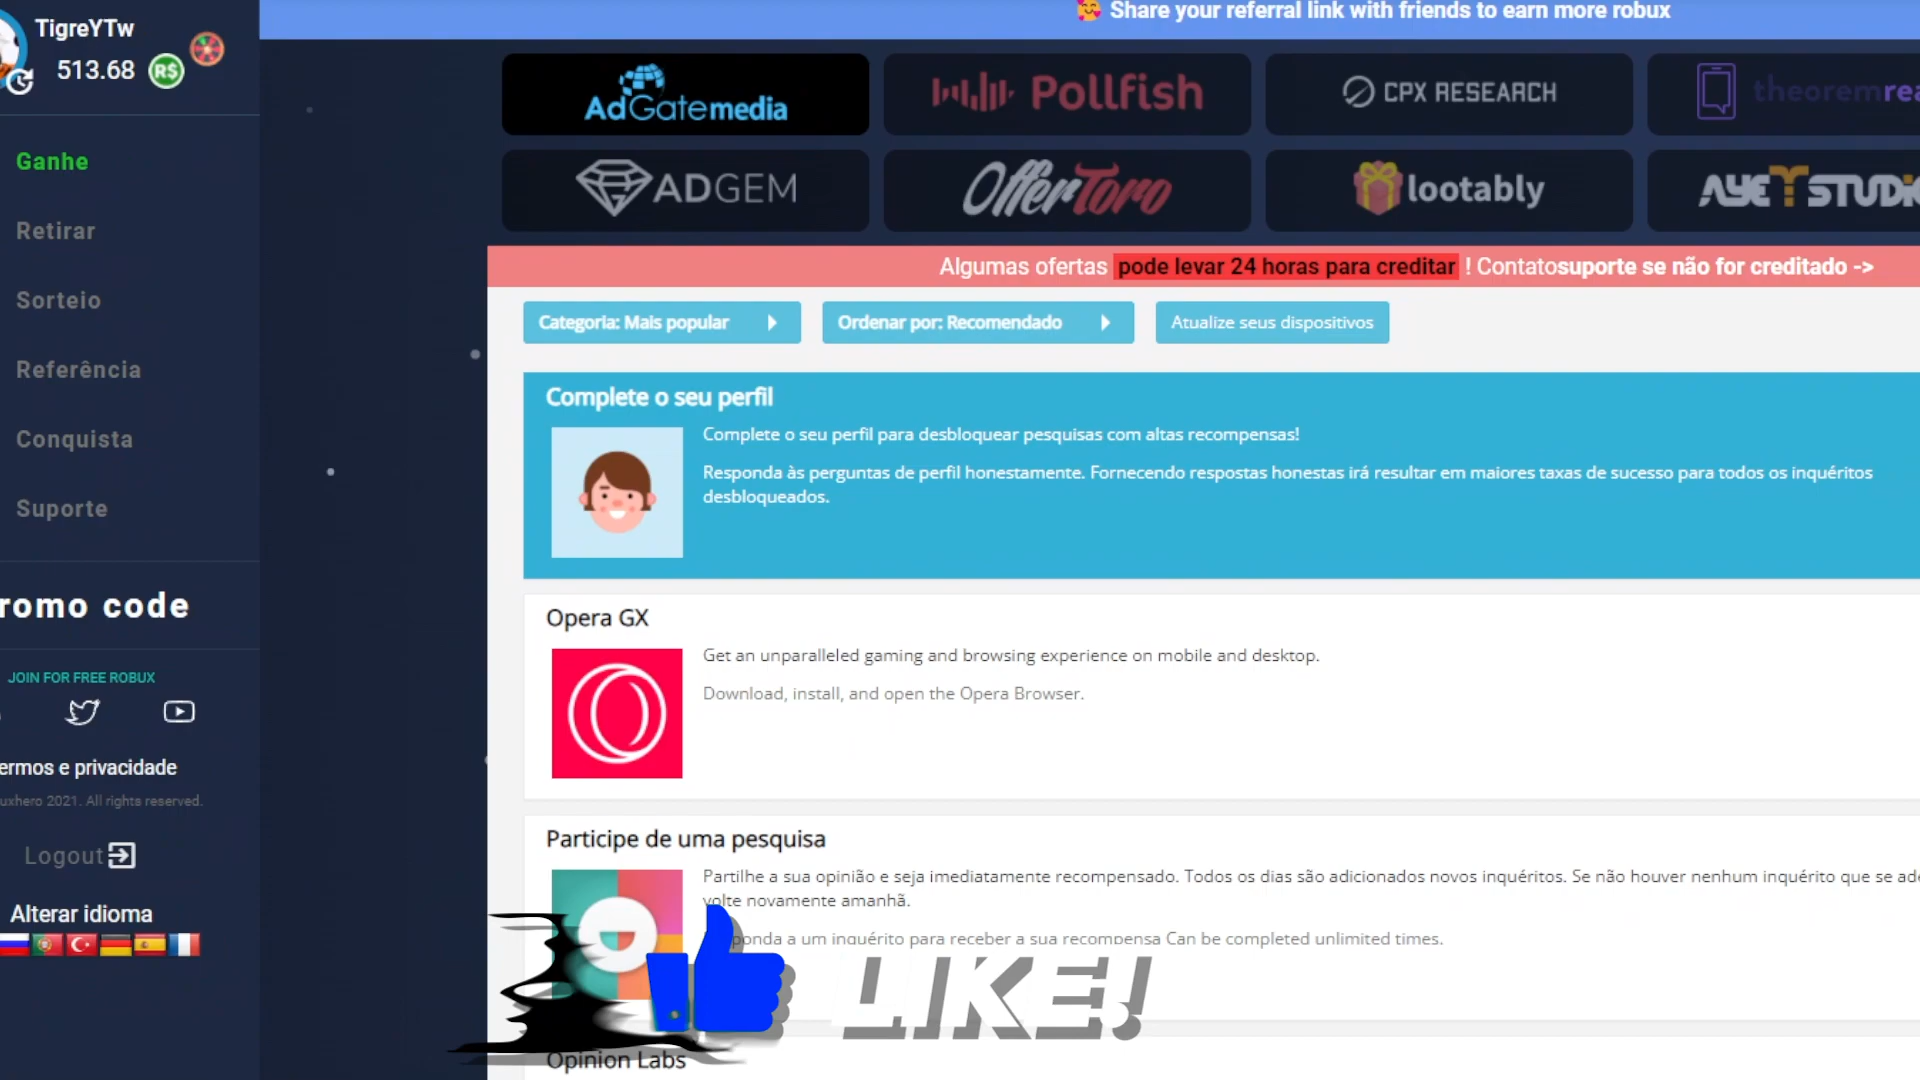 TigreYTw
513.68 R$
Share your referral link with friends to earn more robux
AdGatemedia
Pollfish
CPX RESEARCH
ADGEM
OfferToro
lootably
Algumas ofertas pode levar 24 horas para creditar ! Contatosuporte se não for creditado ->
Ganhe
Retirar
Sorteio
Referência
Conquista
Suporte
romo code
JOIN FOR FREE ROBUX
ermos e privacidade
uxhero 2021. All rights reserved.
Logout
Alterar idioma
Categoria: Mais popular
Ordenar por: Recomendado
Atualize seus dispositivos
Complete o seu perfil
Complete o seu perfil para desbloquear pesquisas com altas recompensas!
Responda às perguntas de perfil honestamente. Fornecendo respostas honestas irá resultar em maiores taxas de sucesso para todos os inquéritos
desbloqueados.
Opera GX
Get an unparalleled gaming and browsing experience on mobile and desktop.
Download, install, and open the Opera Browser.
Participe de uma pesquisa
Partilhe a sua opinião e seja imediatamente recompensado. Todos os dias são adicionados novos inquéritos. Se não houver nenhum inquérito que se ade
volte novamente amanhã.
ponda a um inquérito para receber a sua recompensa Can be completed unlimited times.
LIKE!
Opinion Labs